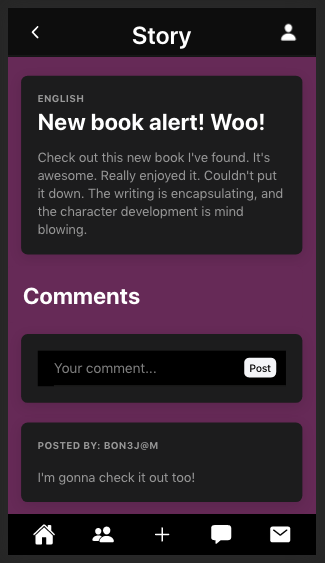 Story
ENGLISH
New book alert! Woo!
Check out this new book I've found. It's
awesome. Really enjoyed it. Couldn't put
it down. The writing is encapsulating, and
the character development is mind
blowing.
Comments
Your comment...
Post
POSTED BY: BON3J@M
I'm gonna check it out too!